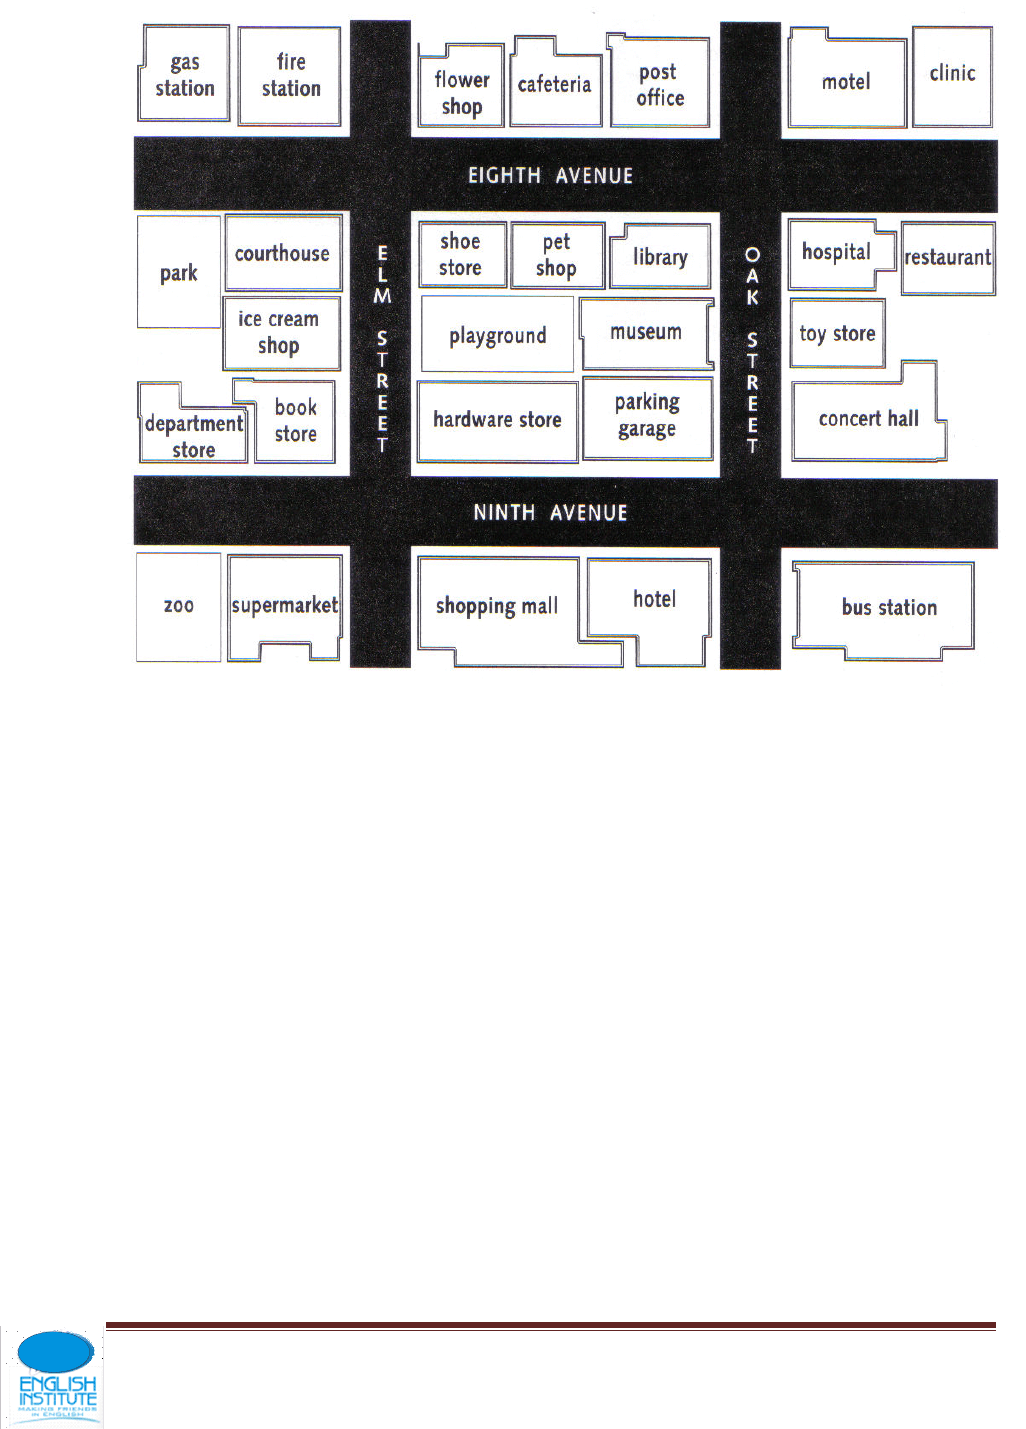 gas
station
fire
station
flower
shop
cafeteria
post
office
motel
clinic
EIGHTH AVENUE
park
courthouse
ice cream
shop
department
store
book
store
ELM STREET
shoe
store
pet
shop
library
playground
museum
hardware store
parking
garage
OAK STREET
hospital
restaurant
toy store
concert hall
NINTH AVENUE
zoo
supermarket
shopping mall
hotel
bus station
ENGLISH
INSTITUTE
MAKING FRIENDS
IN ENGLISH